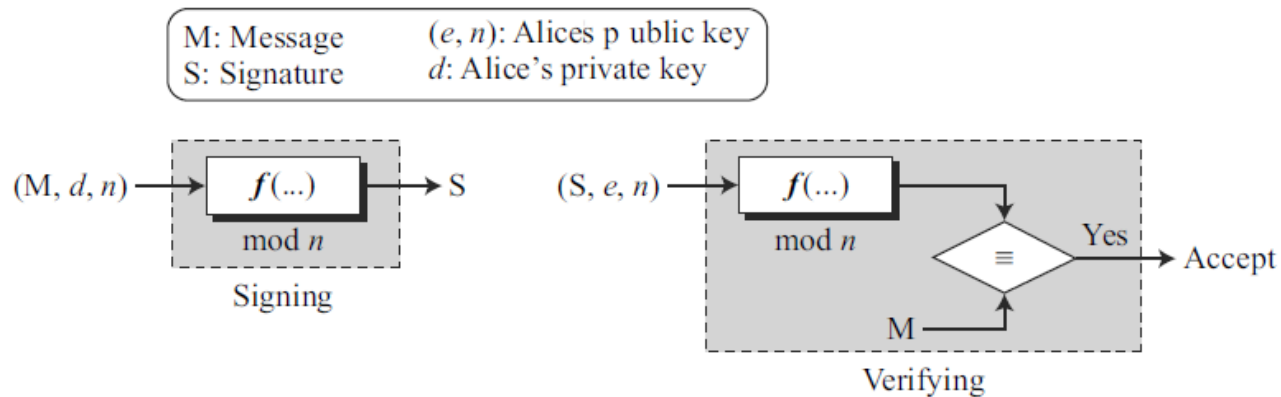 M: Message (e, n): Alices p ublic key
S: Signature d: Alice's private key
(M, d, n) f(...) S (S, e, n) f(...)
mod n mod n
Yes
≡ Accept
Signing
M
Verifying